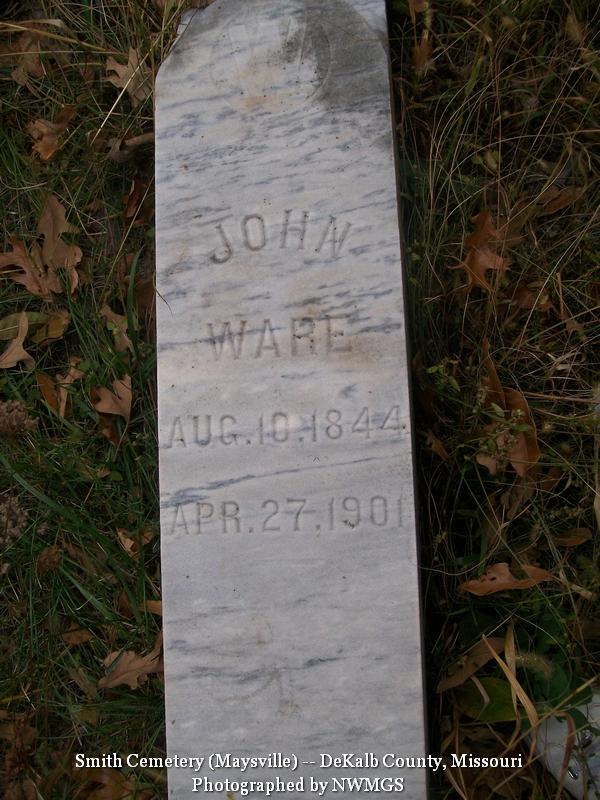 JOHN
WARE
AUG. 10. 1844
APR. 27, 1901
Smith Cemetery (Maysville) -- DeKalb County, Missouri
Photographed by NWMGS